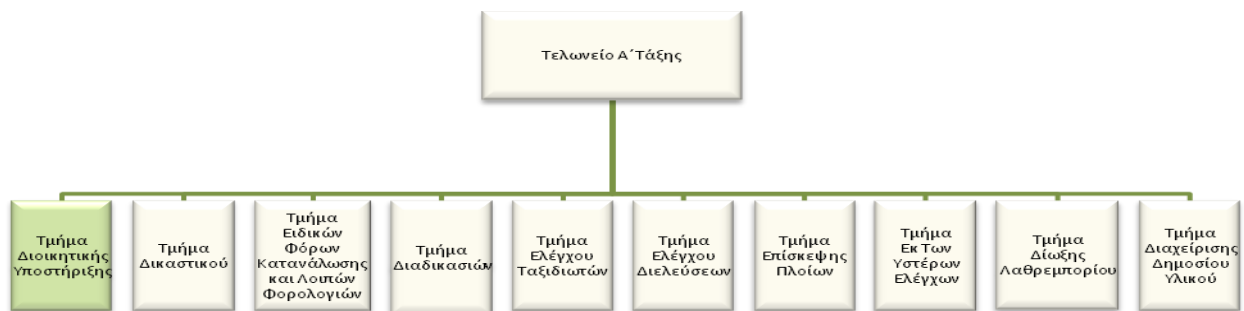 Τελωνείο Α΄Τάξης
Τμήμα
Διοικητικής
Υποστήριξης
Τμήμα
Δικαστικού
Τμήμα
Ειδικών
Φόρων
Κατανάλωσης
και Λοιπών
Φορολογιών
Τμήμα
Διαδικασιών
Τμήμα
Ελέγχου
Ταξιδιωτών
Τμήμα
Ελέγχου
Διελεύσεων
Τμήμα
Επίσκεψης
Πλοίων
Τμήμα
Εκ Των
Υστέρων
Ελέγχων
Τμήμα
Δίωξης
Λαθρεμπορίου
Τμήμα
Διαχείρισης
Δημοσίου
Υλικού